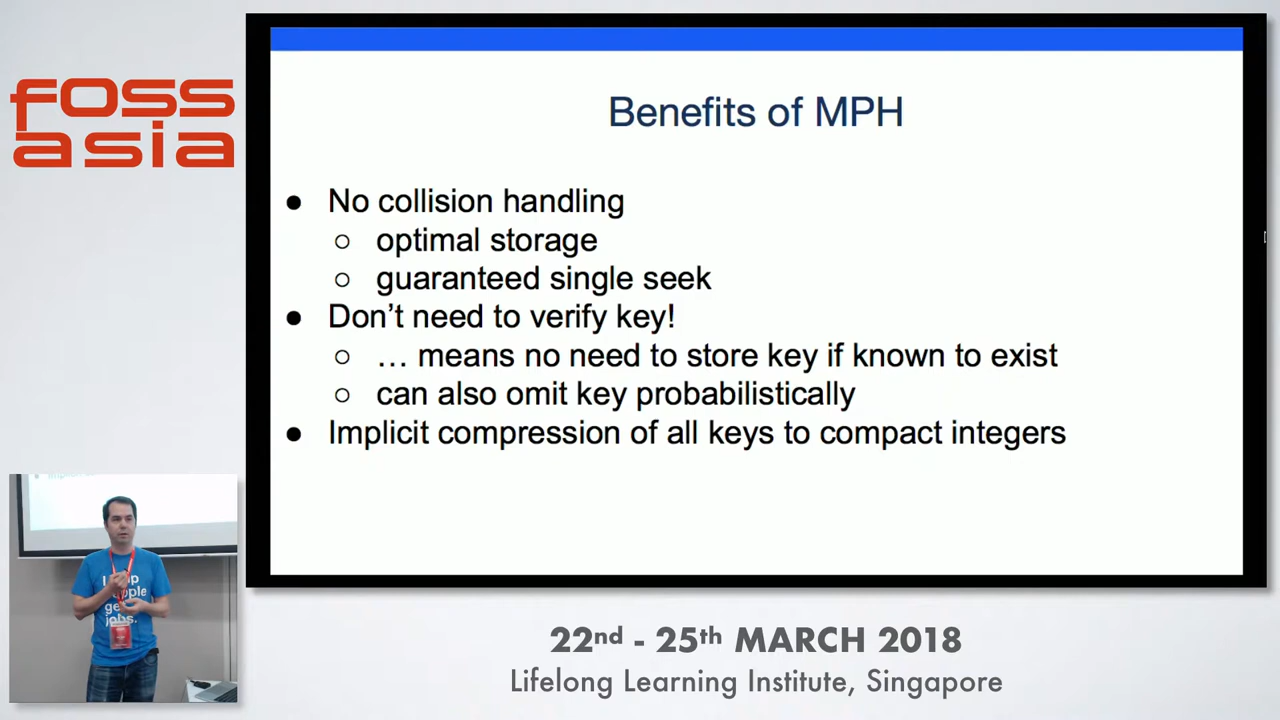 foss
asia
Benefits of MPH
● No collision handling
○ optimal storage
○ guaranteed single seek
● Don’t need to verify key!
○ … means no need to store key if known to exist
○ can also omit key probabilistically
● Implicit compression of all keys to compact integers
I
get
jobs.
22nd - 25th MARCH 2018
Lifelong Learning Institute, Singapore